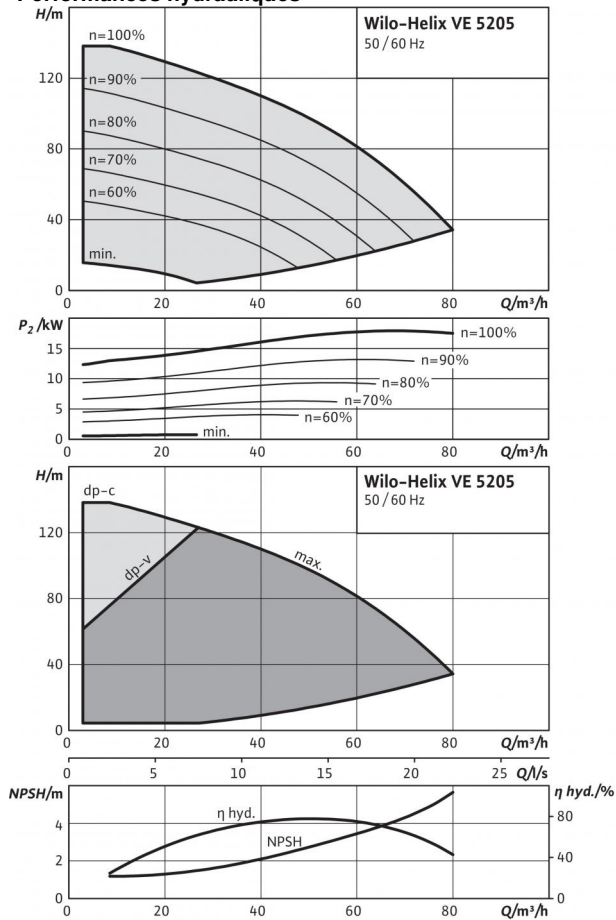 Performances hydrauliques
H/m
Wilo-Helix VE 5205
50/60 Hz
n=100%
120
n=90%
n=80%
80
n=70%
n=60%
40
min.
0
0 20 40 60 80 Q/m³/h
P₂/kW
n=100%
15
n=90%
10
n=80%
n=70%
5
n=60%
min.
0
0 20 40 60 80 Q/m³/h
H/m
Wilo-Helix VE 5205
50/60 Hz
dp-c
120
max.
dp-v
80
40
0
0 20 40 60 80 Q/m³/h
0 5 10 15 20 25 Q/l/s
NPSH/m
η hyd./%
η hyd.
80
4
NPSH
2
40
0
0
0 20 40 60 80 Q/m³/h